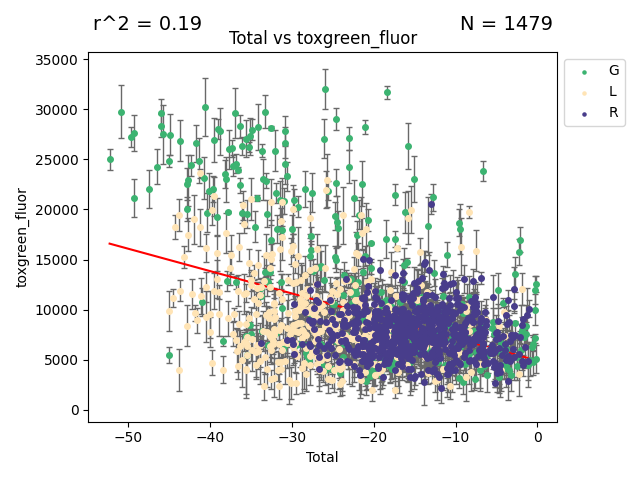 r^2 = 0.19
N = 1479
Total vs toxgreen_fluor
35000
30000
25000
20000
15000
10000
5000
0
toxgreen_fluor
−50
−40
−30
−20
−10
0
Total
G
L
R